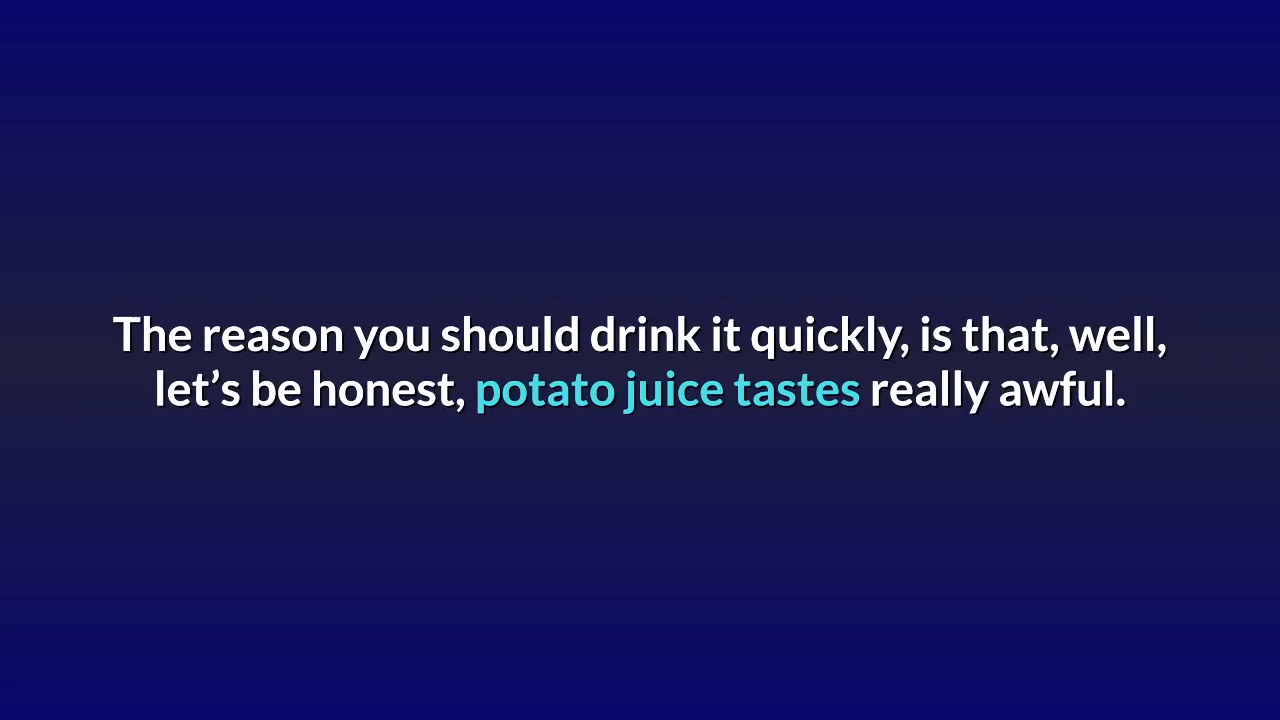 The reason you should drink it quickly, is that, well,
let’s be honest, potato juice tastes really awful.